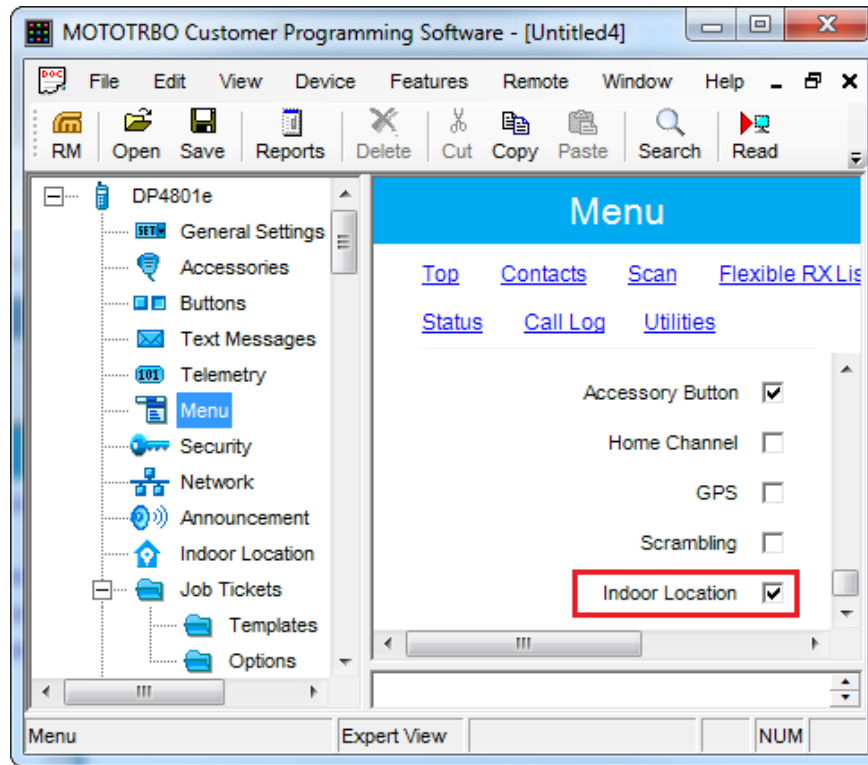 MOTOTRBO Customer Programming Software - [Untitled4]
File Edit View Device Features Remote Window Help
RM Open Save Reports Delete Cut Copy Paste Search Read
DP4801e
SET General Settings
Accessories
Buttons
Text Messages
101 Telemetry
Menu
Security
Network
Announcement
Indoor Location
Job Tickets
Templates
Options
Menu
Top Contacts Scan Flexible RX Lis
Status Call Log Utilities
Accessory Button
Home Channel
GPS
Scrambling
Indoor Location
Menu Expert View NUM